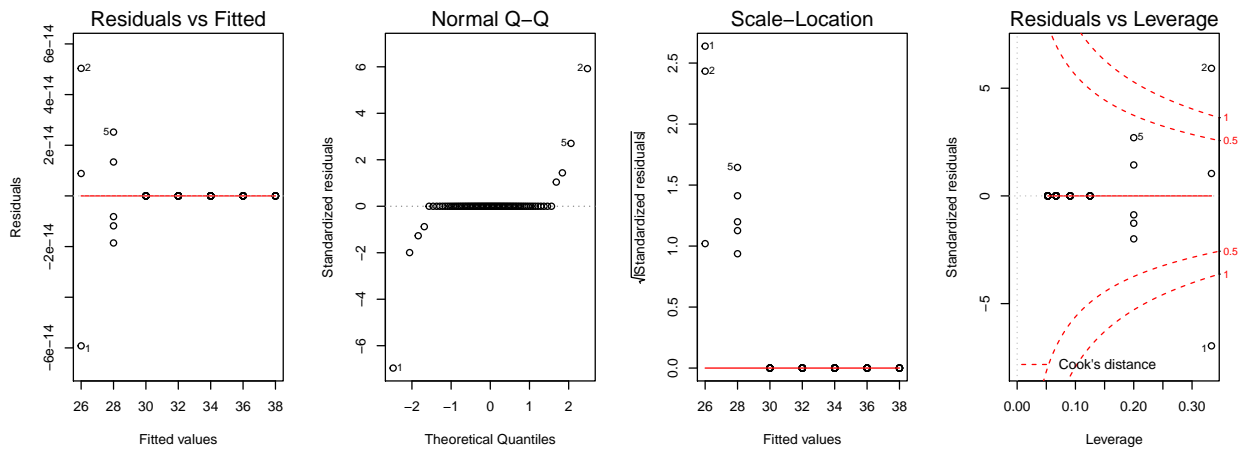 Residuals vs Fitted
Residuals
6e−14
4e−14
2e−14
−2e−14
−6e−14
2
5
1
26 28 30 32 34 36 38
Fitted values
Normal Q−Q
Standardized residuals
6
4
2
0
−2
−4
−6
2
5
1
−2 −1 0 1 2
Theoretical Quantiles
Scale−Location
√|Standardized residuals|
2.5
2.0
1.5
1.0
0.5
0.0
1
2
5
26 28 30 32 34 36 38
Fitted values
Residuals vs Leverage
Standardized residuals
5
0
−5
2
5
1
1
0.5
0.5
1
Cook's distance
0.00 0.10 0.20 0.30
Leverage